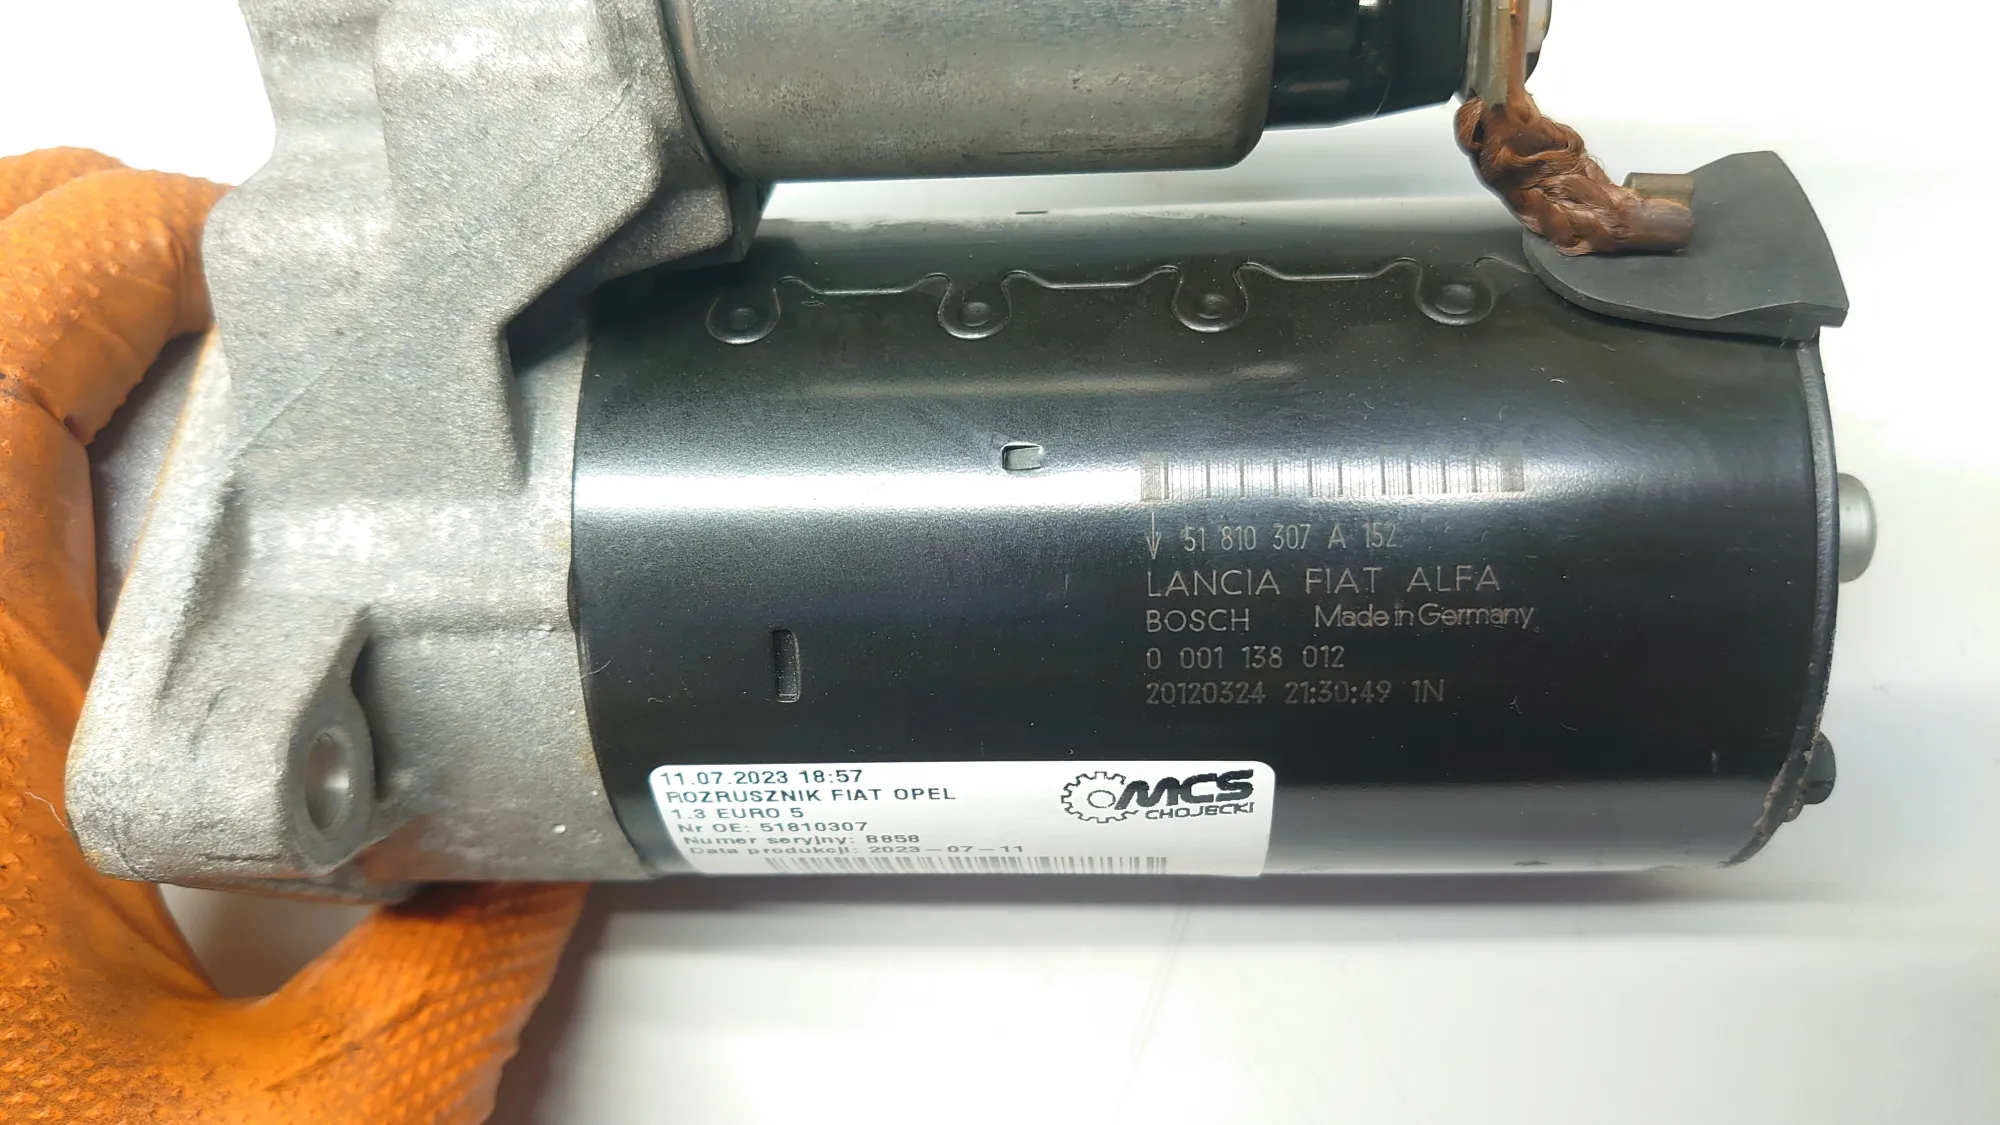 51 810 307 A 152
LANCIA FIAT ALFA
BOSCH Made in Germany
0 001 138 012
20120324 21:30:49 1N
11.07.2023 18:57
ROZRUSZNIK FIAT OPEL
1.3 EURO 5
Nr OE: 51810307
Numer seryjny: B858
Data produkcji: 2023-07-11
MCS
CHOJECKI